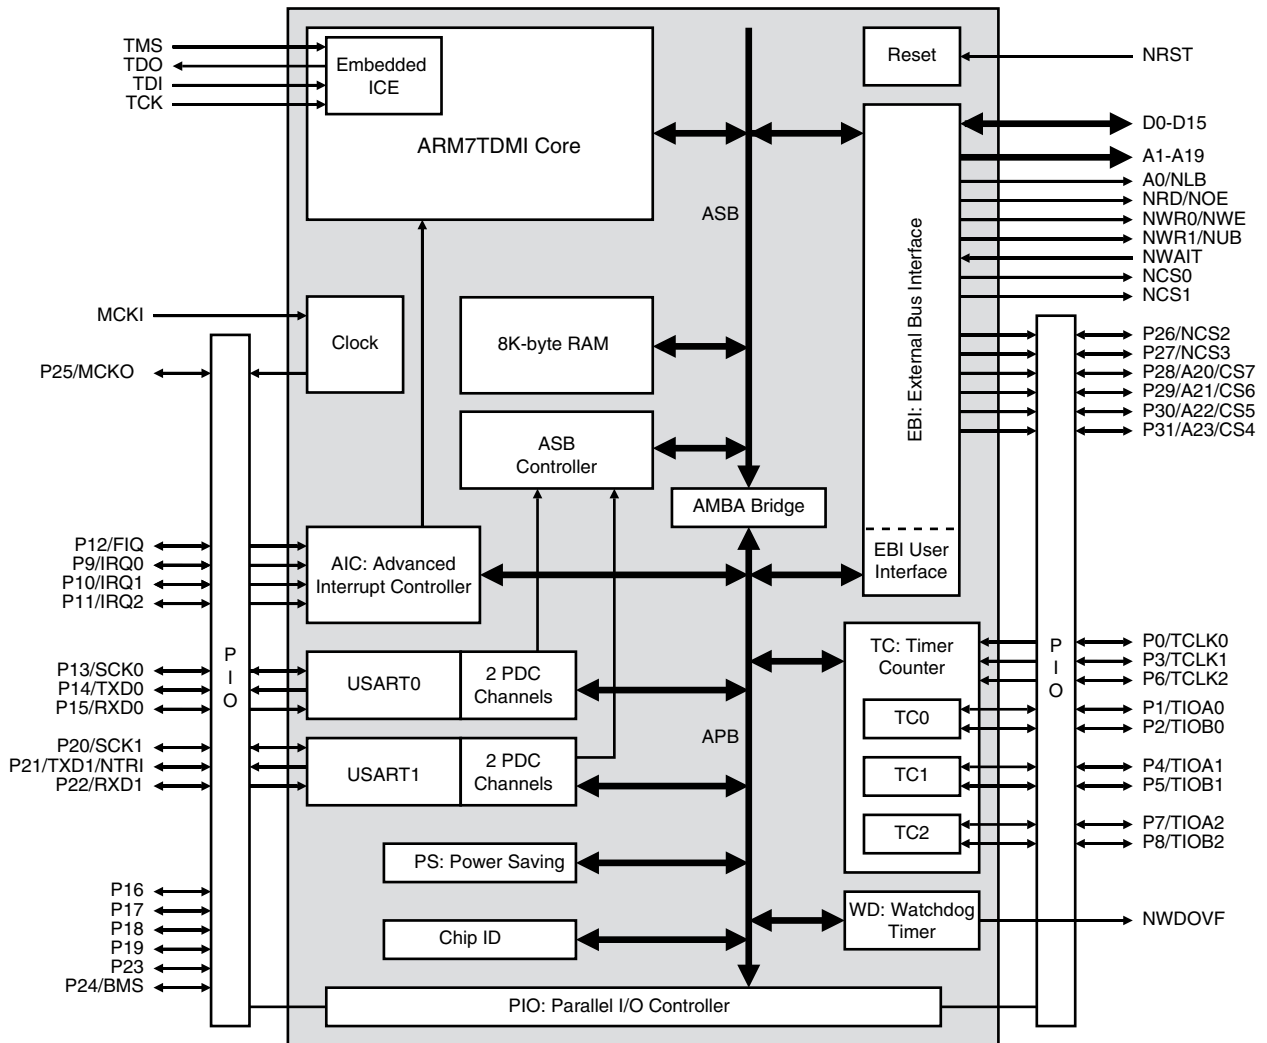 TMS
TDO
TDI
TCK
Embedded
ICE
ARM7TDMI Core
ASB
Reset
NRST
EBI: External Bus Interface
D0-D15
A1-A19
A0/NLB
NRD/NOE
NWR0/NWE
NWR1/NUB
NWAIT
NCS0
NCS1
MCKI
P25/MCKO
Clock
8K-byte RAM
P26/NCS2
P27/NCS3
P28/A20/CS7
P29/A21/CS6
P30/A22/CS5
P31/A23/CS4
ASB
Controller
AMBA Bridge
EBI User
Interface
P12/FIQ
P9/IRQ0
P10/IRQ1
P11/IRQ2
AIC: Advanced
Interrupt Controller
PIO
P13/SCK0
P14/TXD0
P15/RXD0
USART0
2 PDC
Channels
P20/SCK1
P21/TXD1/NTRI
P22/RXD1
USART1
2 PDC
Channels
APB
TC: Timer
Counter
TC0
TC1
TC2
PIO
P0/TCLK0
P3/TCLK1
P6/TCLK2
P1/TIOA0
P2/TIOB0
P4/TIOA1
P5/TIOB1
P7/TIOA2
P8/TIOB2
PS: Power Saving
Chip ID
WD: Watchdog
Timer
NWDOVF
P16
P17
P18
P19
P23
P24/BMS
PIO: Parallel I/O Controller